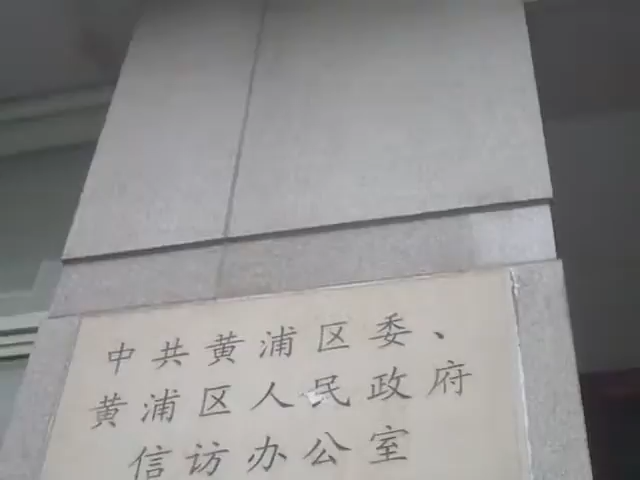 中共黄浦区委、
黄浦区人民政府
信访办公室